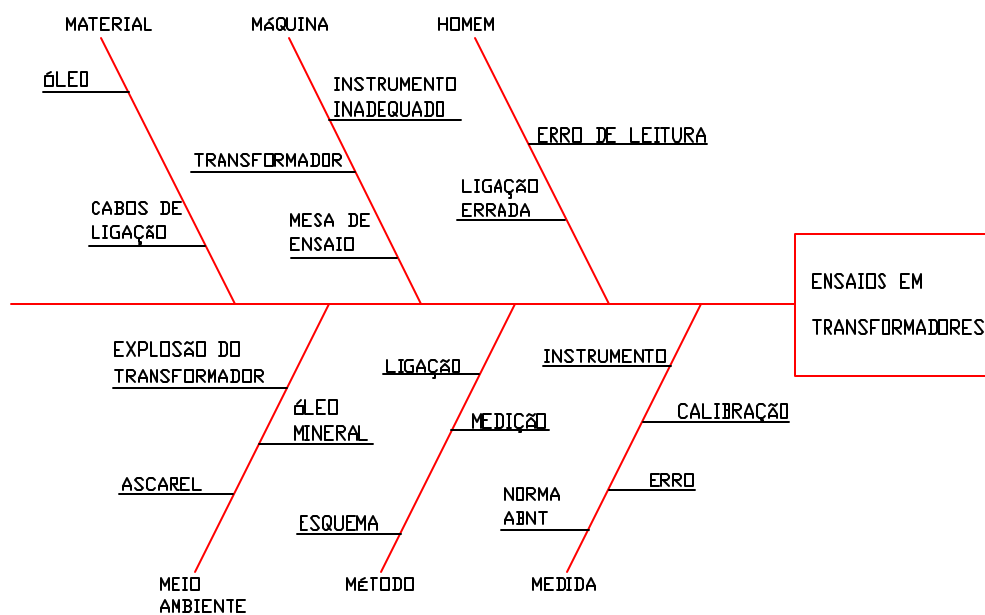 MATERIAL
MÁQUINA
HOMEM
ÓLEO
INSTRUMENTO
INADEQUADO
ERRO DE LEITURA
TRANSFORMADOR
LIGAÇÃO
ERRADA
CABOS DE
LIGAÇÃO
MESA DE
ENSAIO
ENSAIOS EM
TRANSFORMADORES
EXPLOSÃO DO
TRANSFORMADOR
LIGAÇÃO
INSTRUMENTO
ÓLEO
MINERAL
MEDIÇÃO
CALIBRAÇÃO
ASCAREL
ERRO
ESQUEMA
NORMA
ABNT
MEIO
AMBIENTE
MÉTODO
MEDIDA